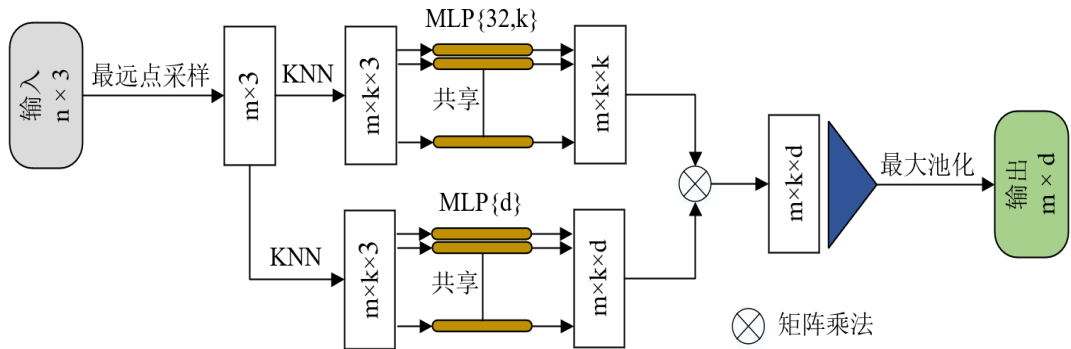 输入
n × 3
最远点采样
m×3
KNN
m×k×3
MLP{32,k}
共享
m×k×k
KNN
m×k×3
MLP{d}
共享
m×k×d
m×k×d
最大池化
输出
m × d
矩阵乘法